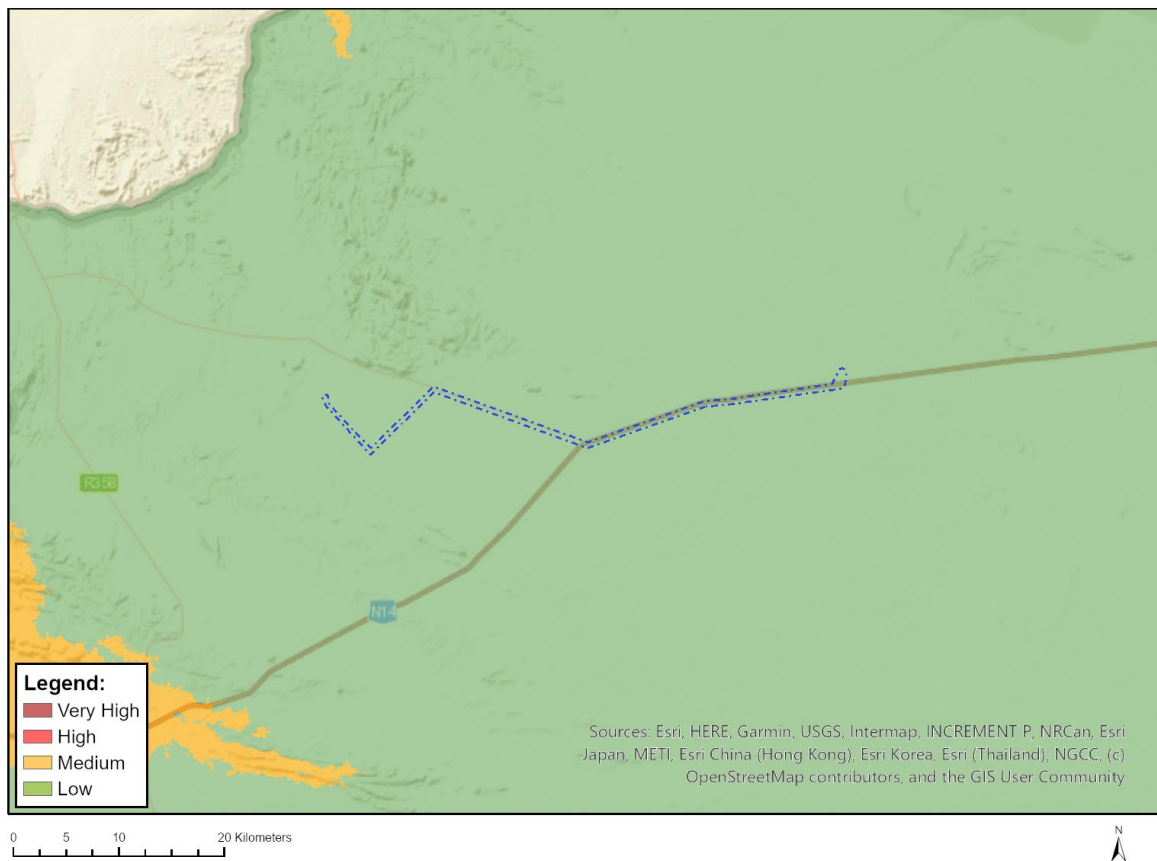 R358
N14
Legend:
Very High
High
Medium
Low
Sources: Esri, HERE, Garmin, USGS, Intermap, INCREMENT P, NRCan, Esri
Japan, METI, Esri China (Hong Kong), Esri Korea, Esri (Thailand), NGCC, (c)
OpenStreetMap contributors, and the GIS User Community
0 5 10 20 Kilometers
N